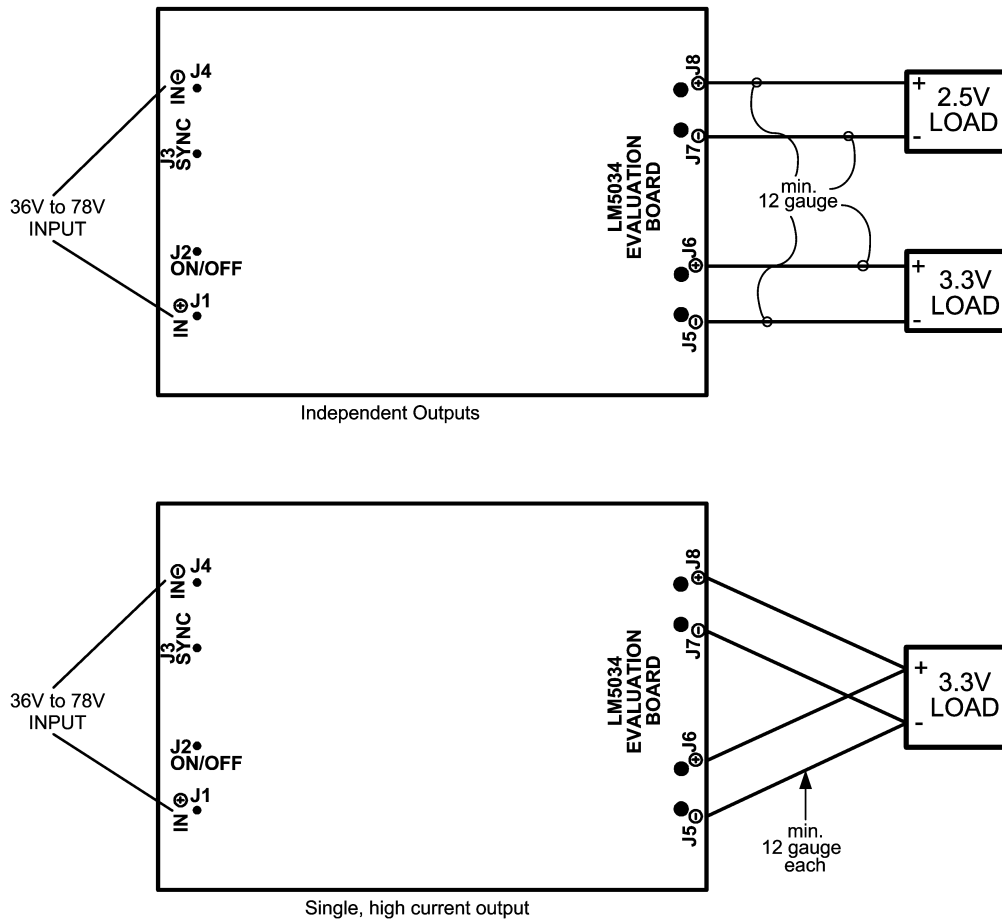 IN⊖
J4
J3
SYNC
J2
ON/OFF
IN⊕
J1
36V to 78V
INPUT
LM5034
EVALUATION
BOARD
J8
⊕
J7
⊖
J6
⊕
J5
⊖
min.
12 gauge
+
2.5V
LOAD
-
+
3.3V
LOAD
-
Independent Outputs
IN⊖
J4
J3
SYNC
J2
ON/OFF
IN⊕
J1
36V to 78V
INPUT
LM5034
EVALUATION
BOARD
J8
⊕
J7
⊖
J6
⊕
J5
⊖
min.
12 gauge
each
+
3.3V
LOAD
-
Single, high current output